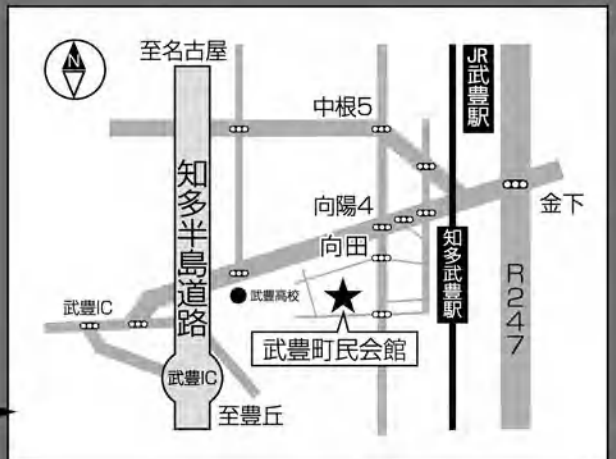 N
至名古屋
JR武豊駅
中根5
知多半島道路
向陽4
金下
向田
知多武豊駅
武豊IC
武豊高校
R247
武豊町民会館
武豊IC
至豊丘